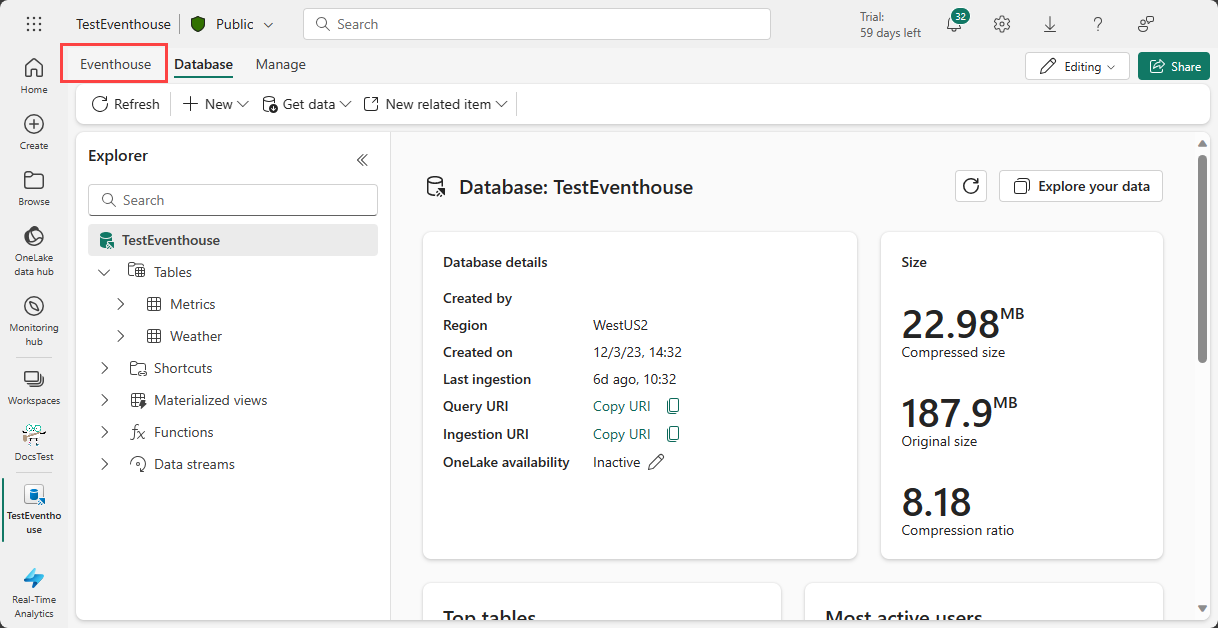 TestEventhouse
Public
Search
Trial:
59 days left
32
Eventhouse
Database
Manage
Editing
Share
Home
Create
Browse
OneLake
data hub
Monitoring
hub
Workspaces
DocsTest
TestEventho
use
Real-Time
Analytics
Refresh
New
Get data
New related item
Explorer
Search
TestEventhouse
Tables
Metrics
Weather
Shortcuts
Materialized views
Functions
Data streams
Database: TestEventhouse
Explore your data
Database details
Created by
Region WestUS2
Created on 12/3/23, 14:32
Last ingestion 6d ago, 10:32
Query URI Copy URI
Ingestion URI Copy URI
OneLake availability Inactive
Size
22.98 MB
Compressed size
187.9 MB
Original size
8.18
Compression ratio
Top tables
Most active users